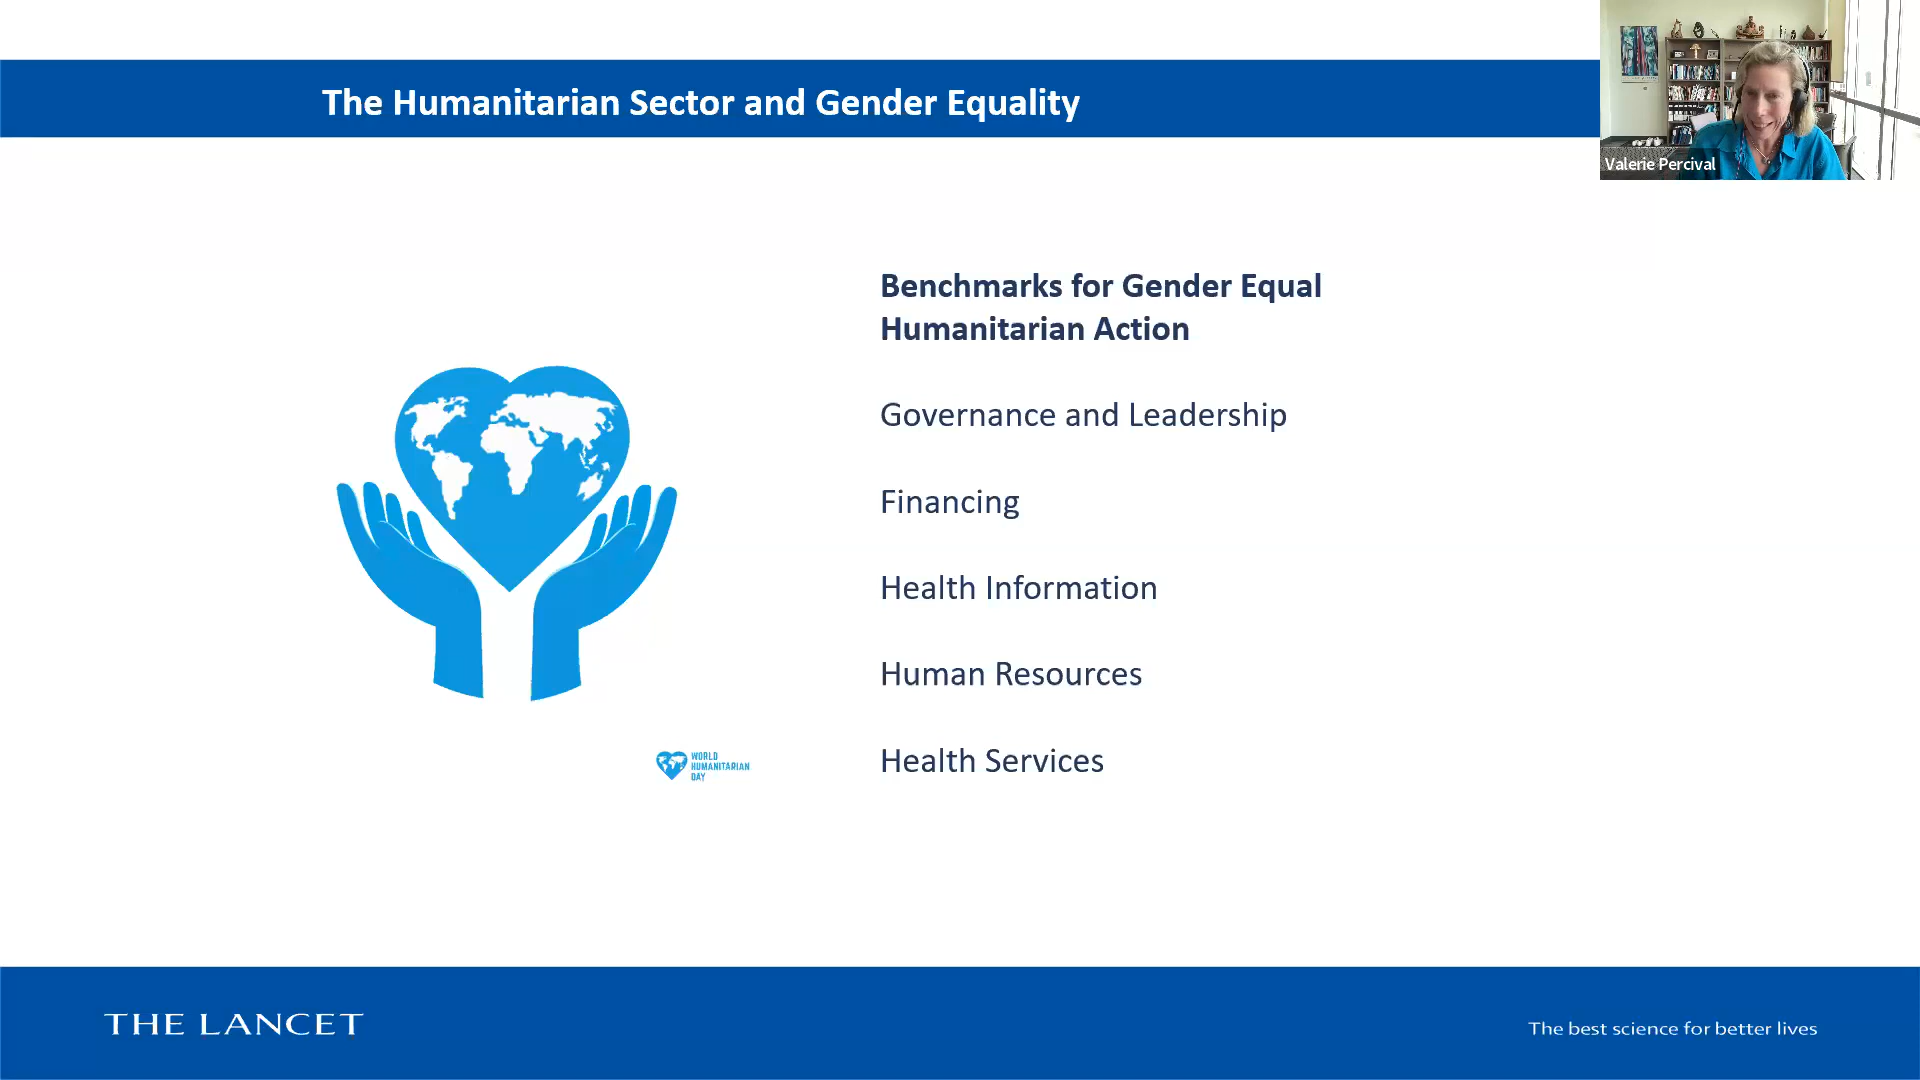 The Humanitarian Sector and Gender Equality
Valerie Percival
Benchmarks for Gender Equal
Humanitarian Action
Governance and Leadership
Financing
Health Information
Human Resources
Health Services
WORLD
HUMANITARIAN
DAY
THE LANCET
The best science for better lives